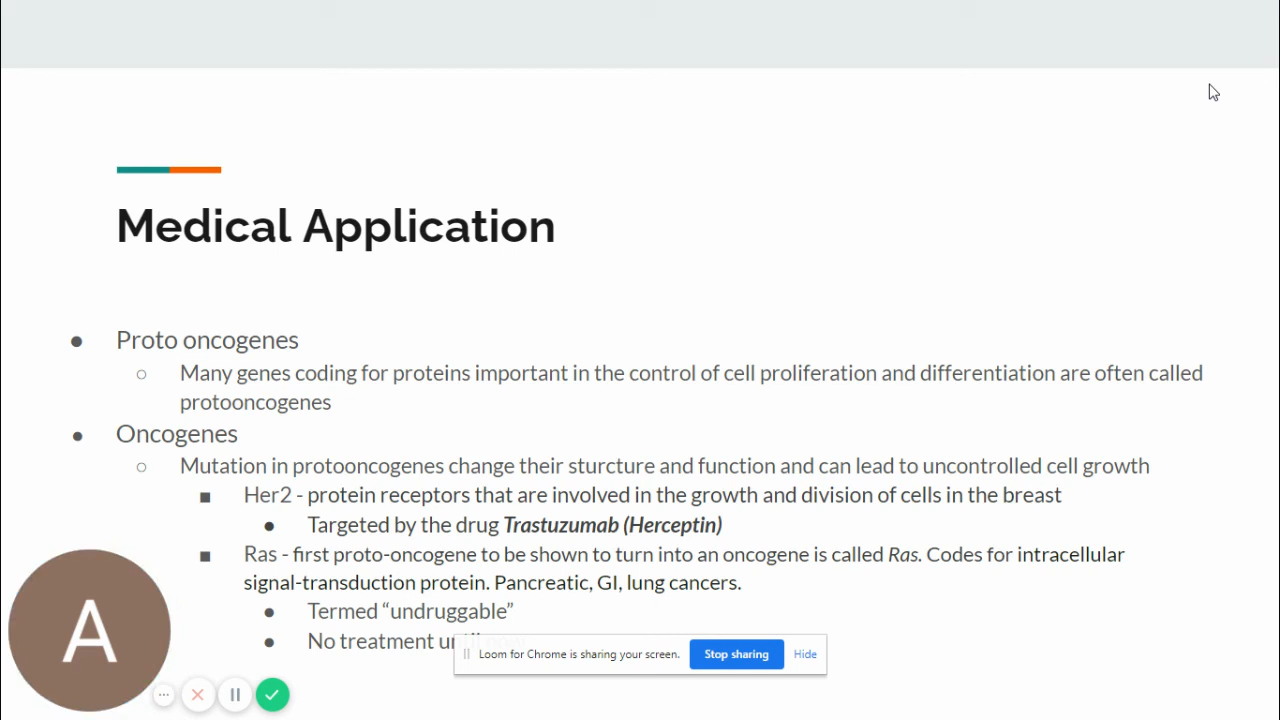 Medical Application
● Proto oncogenes
○ Many genes coding for proteins important in the control of cell proliferation and differentiation are often called
protooncogenes
● Oncogenes
○ Mutation in protooncogenes change their sturcture and function and can lead to uncontrolled cell growth
■ Her2 - protein receptors that are involved in the growth and division of cells in the breast
● Targeted by the drug Trastuzumab (Herceptin)
■ Ras - first proto-oncogene to be shown to turn into an oncogene is called Ras. Codes for intracellular
signal-transduction protein. Pancreatic, GI, lung cancers.
● Termed “undruggable”
● No treatment until now
Loom for Chrome is sharing your screen. Stop sharing Hide
A